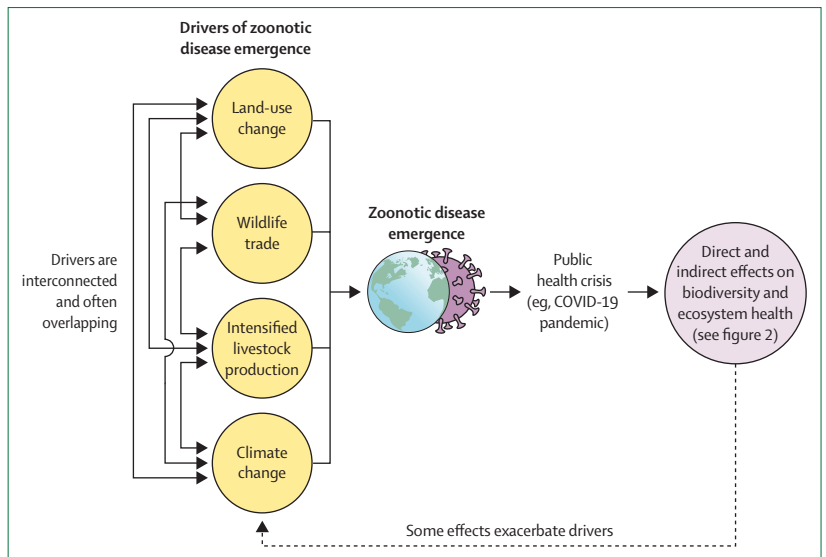 Drivers of zoonotic
disease emergence
Land-use
change
Wildlife
trade
Drivers are
interconnected
and often
overlapping
Intensified
livestock
production
Climate
change
Zoonotic disease
emergence
Public
health crisis
(eg, COVID-19
pandemic)
Direct and
indirect effects on
biodiversity and
ecosystem health
(see figure 2)
Some effects exacerbate drivers